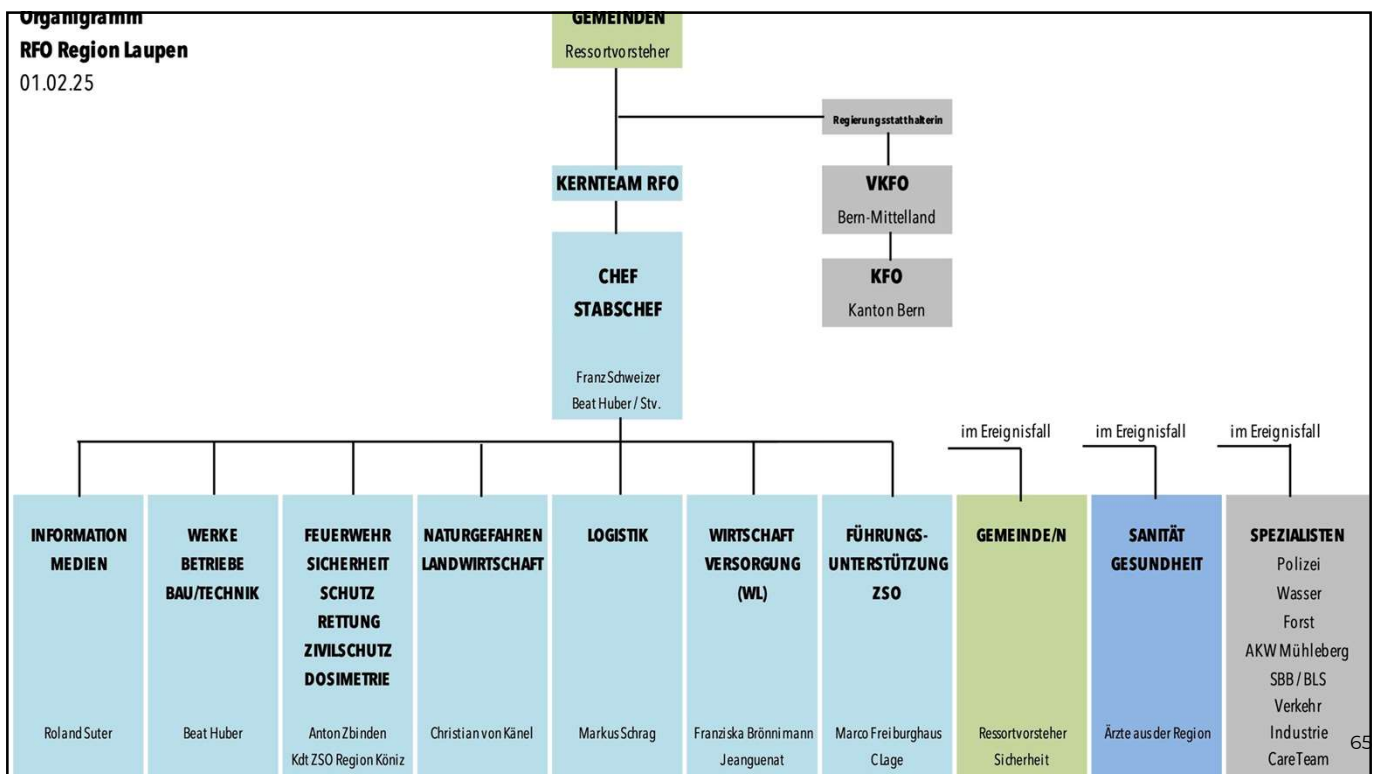 Organigramm
RFO Region Laupen
01.02.25
GEMEINDEN
Ressortvorsteher
Regierungsstatthalterin
KERNTEAM RFO
VKFO
Bern-Mittelland
CHEF
STABSCHEF
Franz Schweizer
Beat Huber / Stv.
KFO
Kanton Bern
im Ereignisfall
im Ereignisfall
im Ereignisfall
INFORMATION
MEDIEN
Roland Suter
WERKE
BETRIEBE
BAU/TECHNIK
Beat Huber
FEUERWEHR
SICHERHEIT
SCHUTZ
RETTUNG
ZIVILSCHUTZ
DOSIMETRIE
Anton Zbinden
Kdt ZSO Region Köniz
NATURGEFAHREN
LANDWIRTSCHAFT
Christian von Känel
LOGISTIK
Markus Schrag
WIRTSCHAFT
VERSORGUNG
(WL)
Franziska Brönnimann
Jeanguenat
FÜHRUNGS-
UNTERSTÜTZUNG
ZSO
Marco Freiburghaus
C Lage
GEMEINDE/N
Ressortvorsteher
Sicherheit
SANITÄT
GESUNDHEIT
Ärzte aus der Region
SPEZIALISTEN
Polizei
Wasser
Forst
AKW Mühleberg
SBB / BLS
Verkehr
Industrie
CareTeam
65